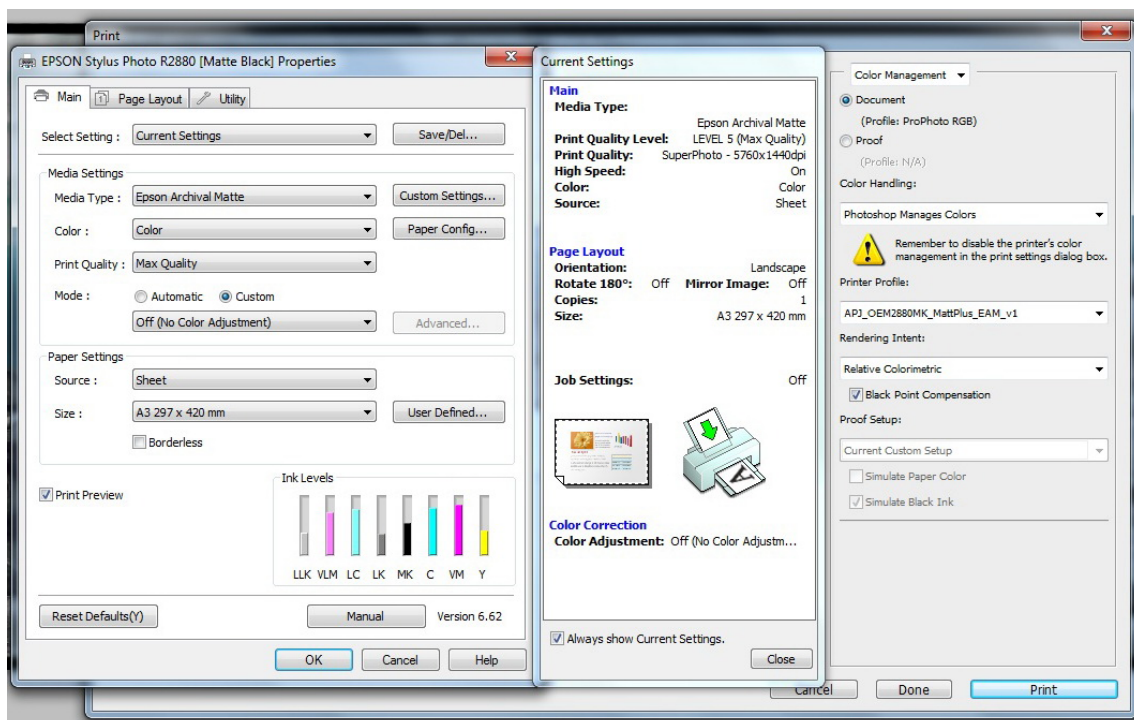 Print
EPSON Stylus Photo R2880 [Matte Black] Properties
Main
Page Layout
Utility
Select Setting :
Current Settings
Save/Del...
Media Settings
Media Type :
Epson Archival Matte
Custom Settings...
Color :
Color
Paper Config...
Print Quality :
Max Quality
Mode :
Automatic
Custom
Off (No Color Adjustment)
Advanced...
Paper Settings
Source :
Sheet
Size :
A3 297 x 420 mm
User Defined...
Borderless
Print Preview
Ink Levels
LLK VLM LC LK MK C VM Y
Reset Defaults(Y)
Manual
Version 6.62
OK
Cancel
Help
Current Settings
Main
Media Type:
Epson Archival Matte
Print Quality Level: LEVEL 5 (Max Quality)
Print Quality: SuperPhoto - 5760x1440dpi
High Speed: On
Color: Color
Source: Sheet
Page Layout
Orientation: Landscape
Rotate 180°: Off Mirror Image: Off
Copies: 1
Size: A3 297 x 420 mm
Job Settings: Off
A
Color Correction
Color Adjustment: Off (No Color Adjustm...
Always show Current Settings.
Close
Color Management
Document
(Profile: ProPhoto RGB)
Proof
(Profile: N/A)
Color Handling:
Photoshop Manages Colors
Remember to disable the printer's color
management in the print settings dialog box.
Printer Profile:
APJ_OEM2880MK_MattPlus_EAM_v1
Rendering Intent:
Relative Colorimetric
Black Point Compensation
Proof Setup:
Current Custom Setup
Simulate Paper Color
Simulate Black Ink
Cancel
Done
Print